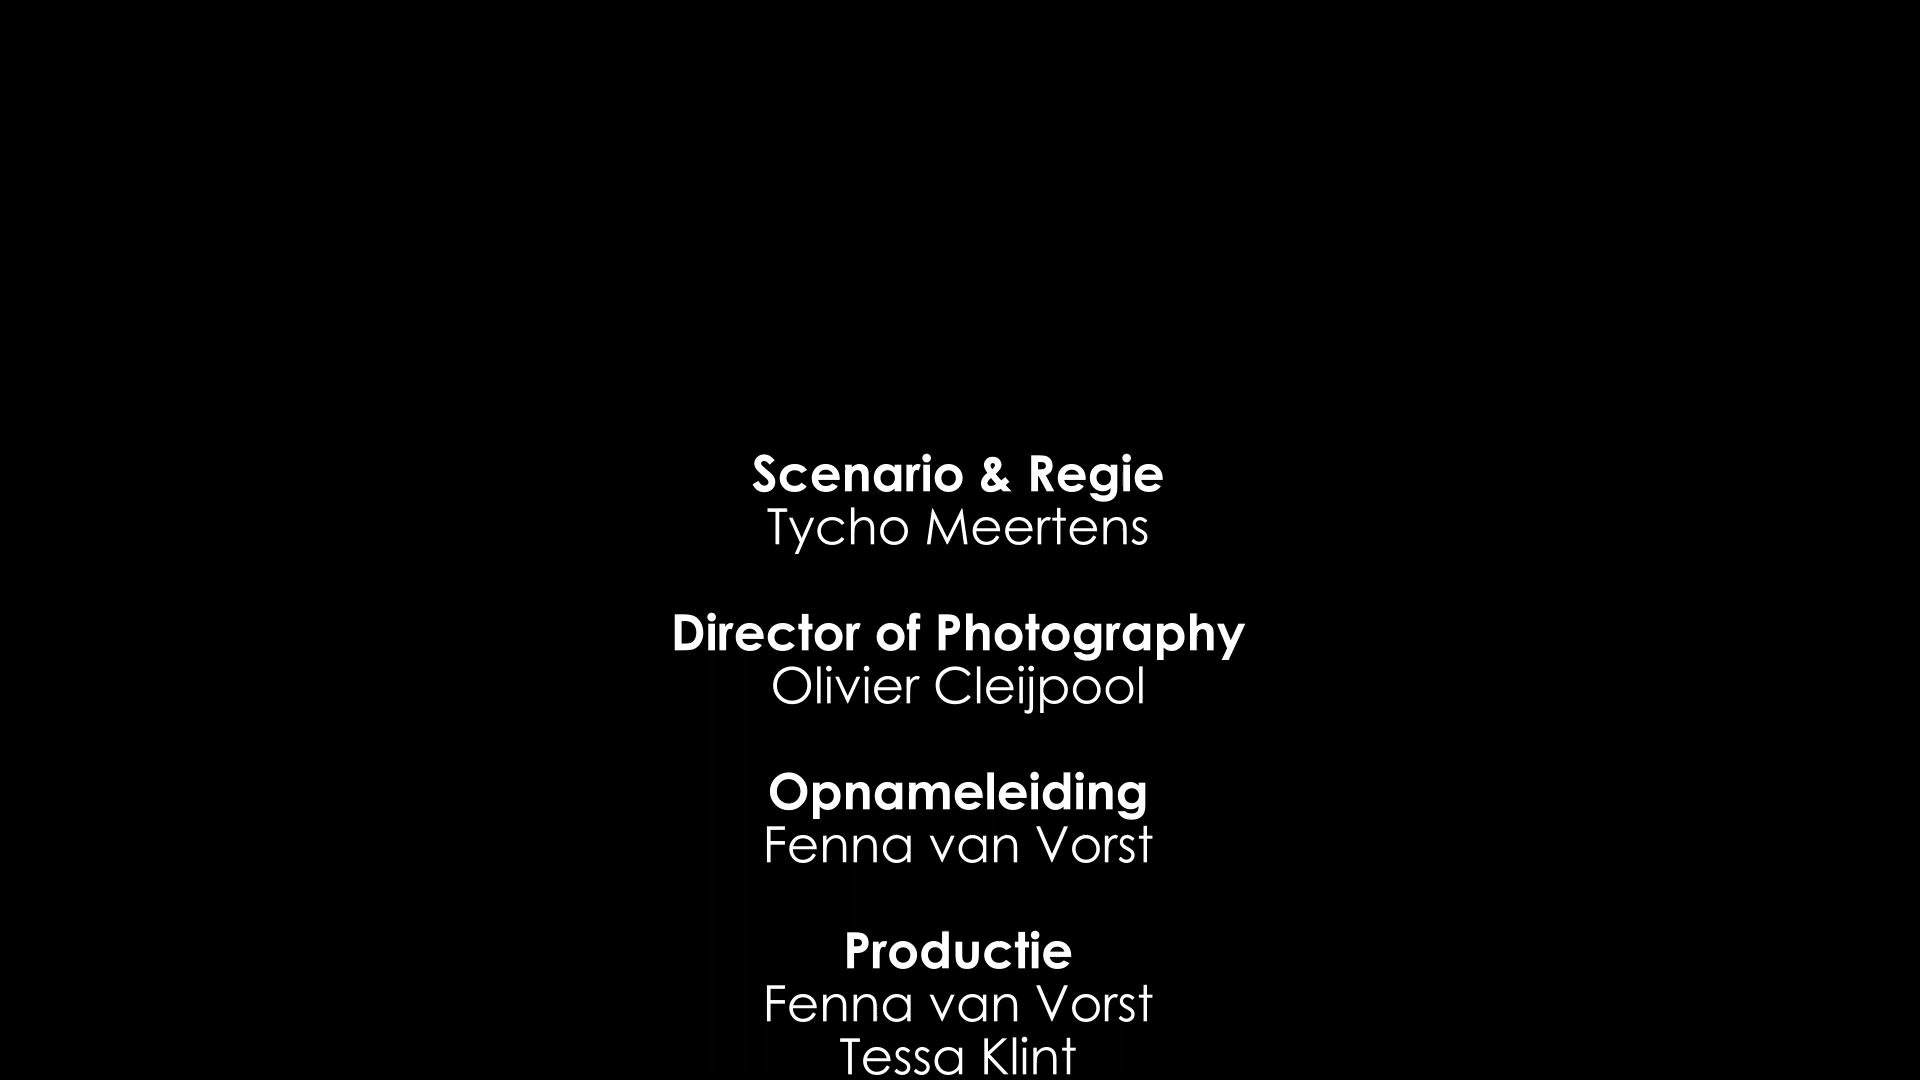 Scenario & Regie
Tycho Meertens
Director of Photography
Olivier Cleijpool
Opnameleiding
Fenna van Vorst
Productie
Fenna van Vorst
Tessa Klint